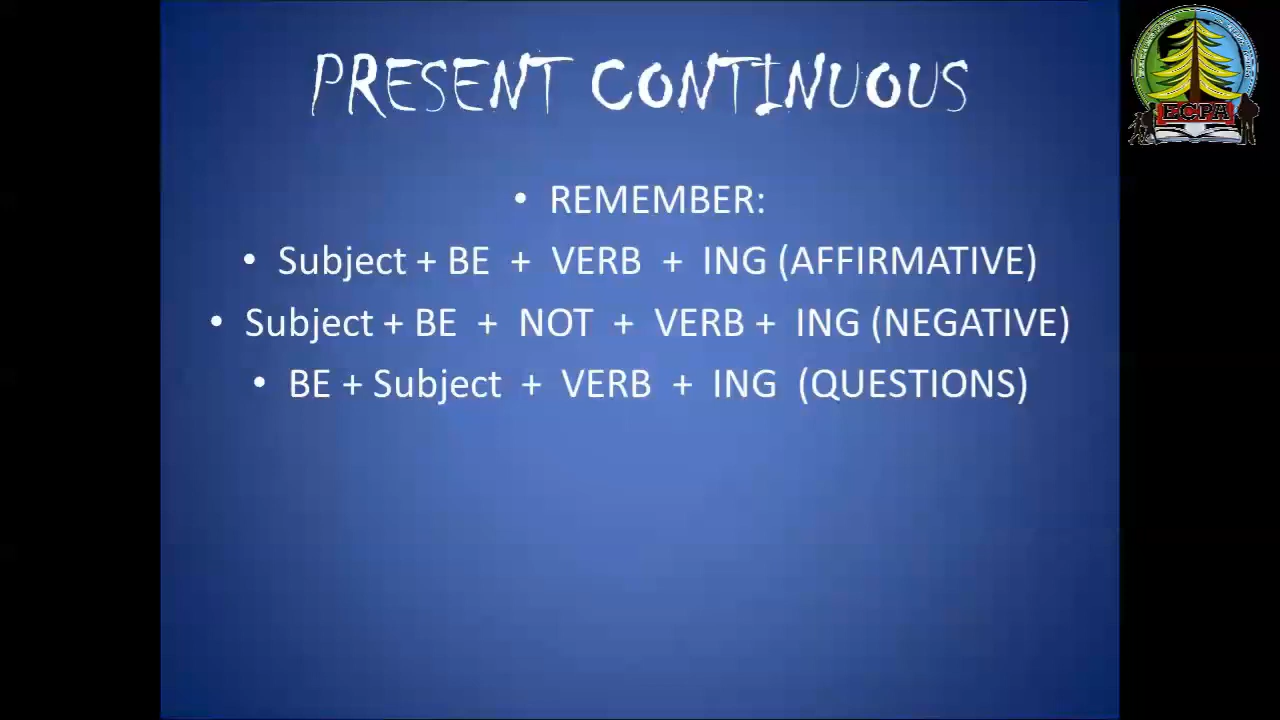 PRESENT CONTINUOUS
• REMEMBER:
• Subject + BE + VERB + ING (AFFIRMATIVE)
• Subject + BE + NOT + VERB + ING (NEGATIVE)
• BE + Subject + VERB + ING (QUESTIONS)
ECPA